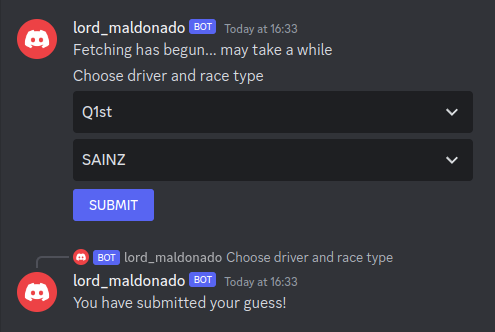 lord_maldonado BOT Today at 16:33
Fetching has begun... may take a while
Choose driver and race type
Q1st
SAINZ
SUBMIT
BOT lord_maldonado Choose driver and race type
lord_maldonado BOT Today at 16:33
You have submitted your guess!